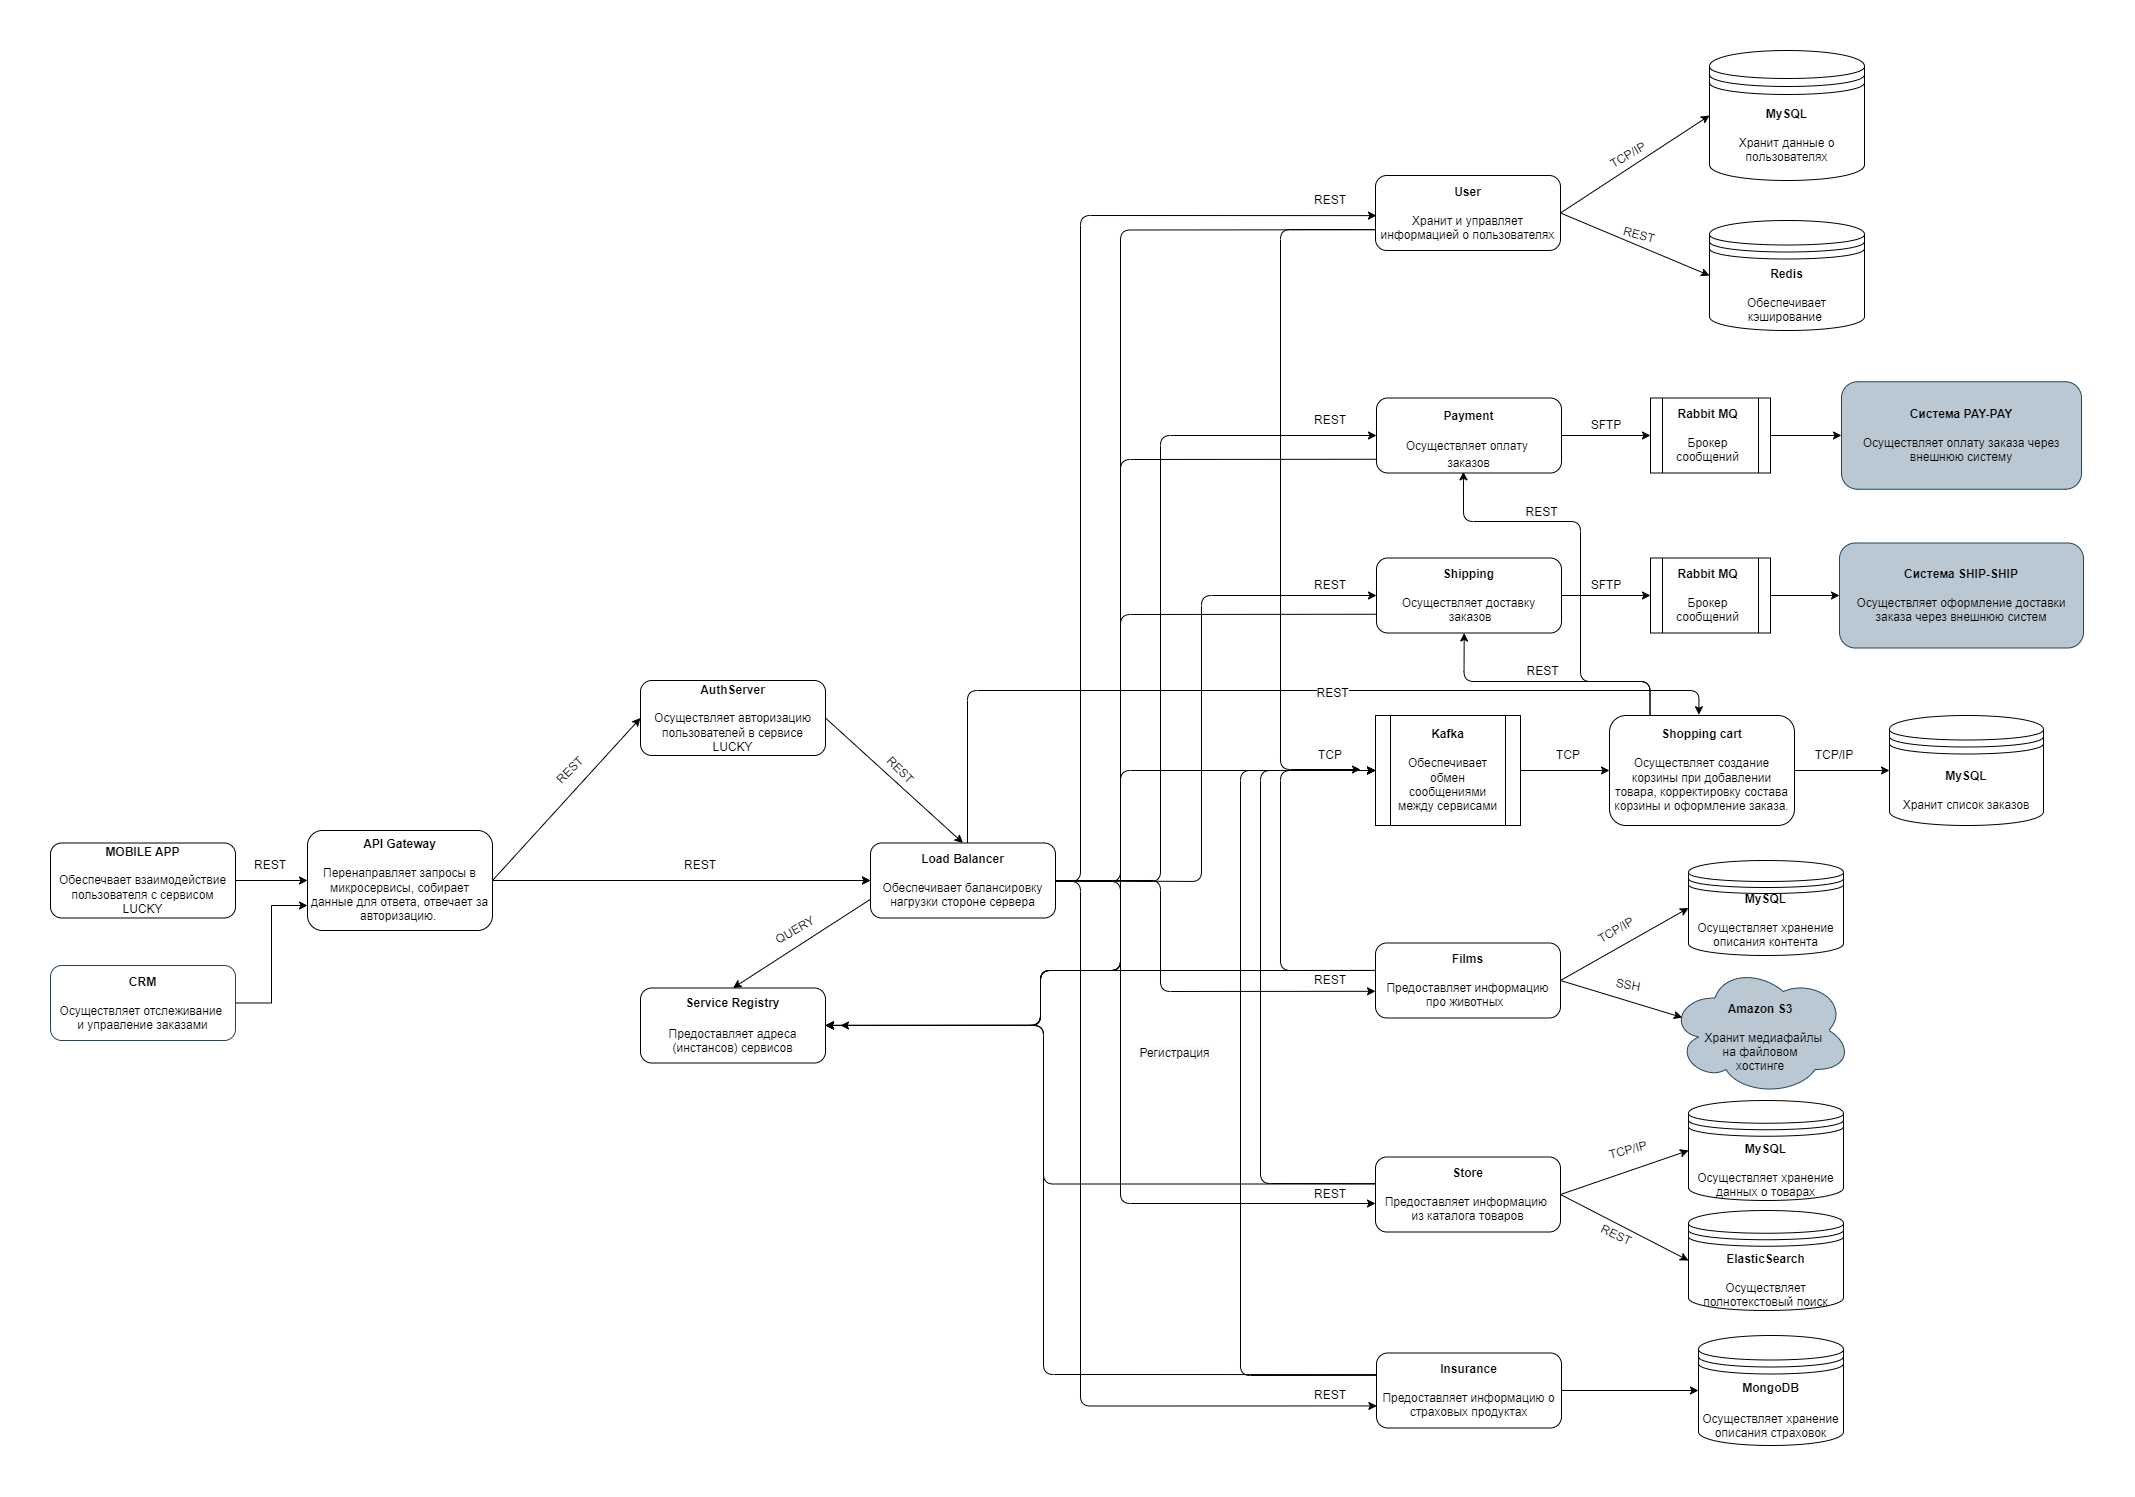 MySQL
Хранит данные о
пользователях
TCP/IP
REST
User
Хранит и управляет
информацией о пользователях
REST
Redis
Обеспечивает
кэширование
REST
Payment
Осуществляет оплату
заказов
SFTP
Rabbit MQ
Брокер
сообщений
Система PAY-PAY
Осуществляет оплату заказа через
внешнюю систему
REST
REST
Shipping
Осуществляет доставку
заказов
SFTP
Rabbit MQ
Брокер
сообщений
Система SHIP-SHIP
Осуществляет оформление доставки
заказа через внешнюю систем
REST
REST
AuthServer
Осуществляет авторизацию
пользователей в сервисе
LUCKY
REST
REST
TCP
Kafka
Обеспечивает
обмен
сообщениями
между сервисами
TCP
Shopping cart
Осуществляет создание
корзины при добавлении
товара, корректировку состава
корзины и оформление заказа.
TCP/IP
MySQL
Хранит список заказов
MOBILE APP
Обеспечвает взаимодействие
пользователя с сервисом
LUCKY
REST
API Gateway
Перенаправляет запросы в
микросервисы, собирает
данные для ответа, отвечает за
авторизацию.
REST
Load Balancer
Обеспечивает балансировку
нагрузки стороне сервера
QUERY
CRM
Осуществляет отслеживание
и управление заказами
Service Registry
Предоставляет адреса
(инстансов) сервисов
Регистрация
MySQL
Осуществляет хранение
описания контента
TCP/IP
Films
Предоставляет информацию
про животных
REST
SSH
Amazon S3
Хранит медиафайлы
на файловом
хостинге
MySQL
Осуществляет хранение
данных о товарах
TCP/IP
Store
Предоставляет информацию
из каталога товаров
REST
REST
ElasticSearch
Осуществляет
полнотекстовый поиск
Insurance
Предоставляет информацию о
страховых продуктах
REST
MongoDB
Осуществляет хранение
описания страховок